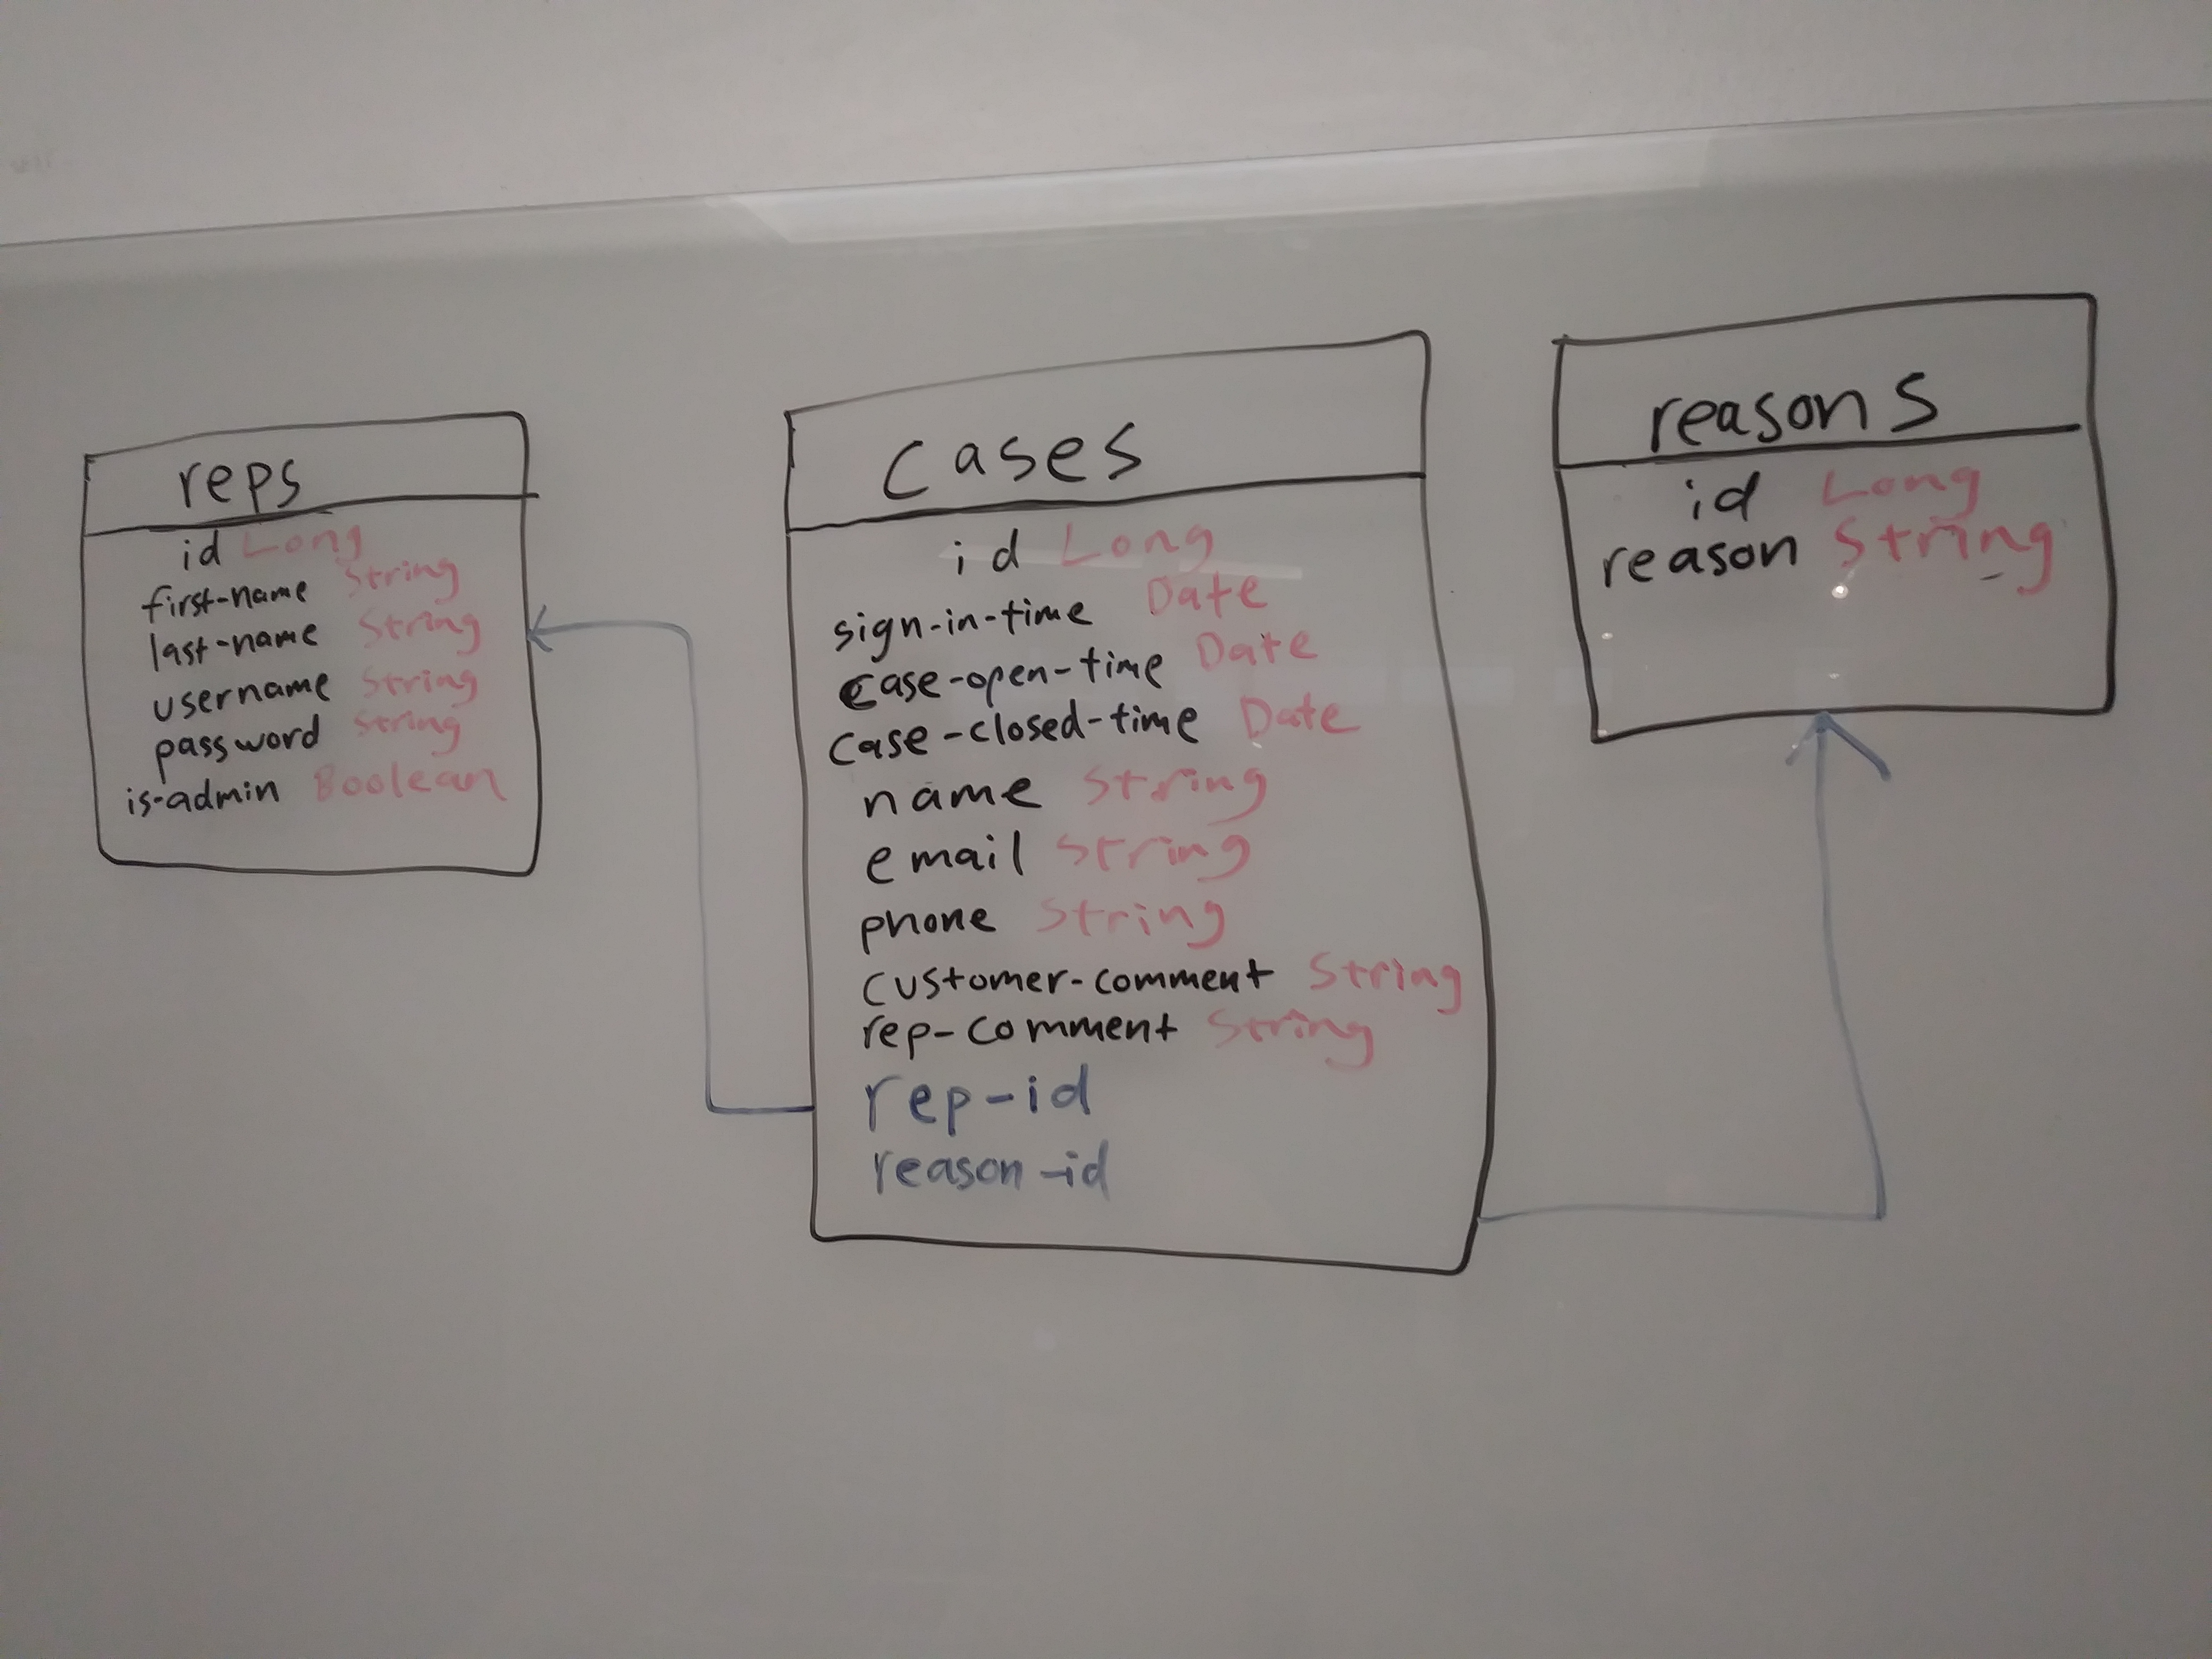 reps
id Long
first-name String
last-name String
username String
password String
is-admin Boolean
cases
id Long
sign-in-time Date
case-open-time Date
case-closed-time Date
name String
email String
phone String
customer-comment String
rep-comment String
rep-id
reason-id
reasons
id Long
reason String